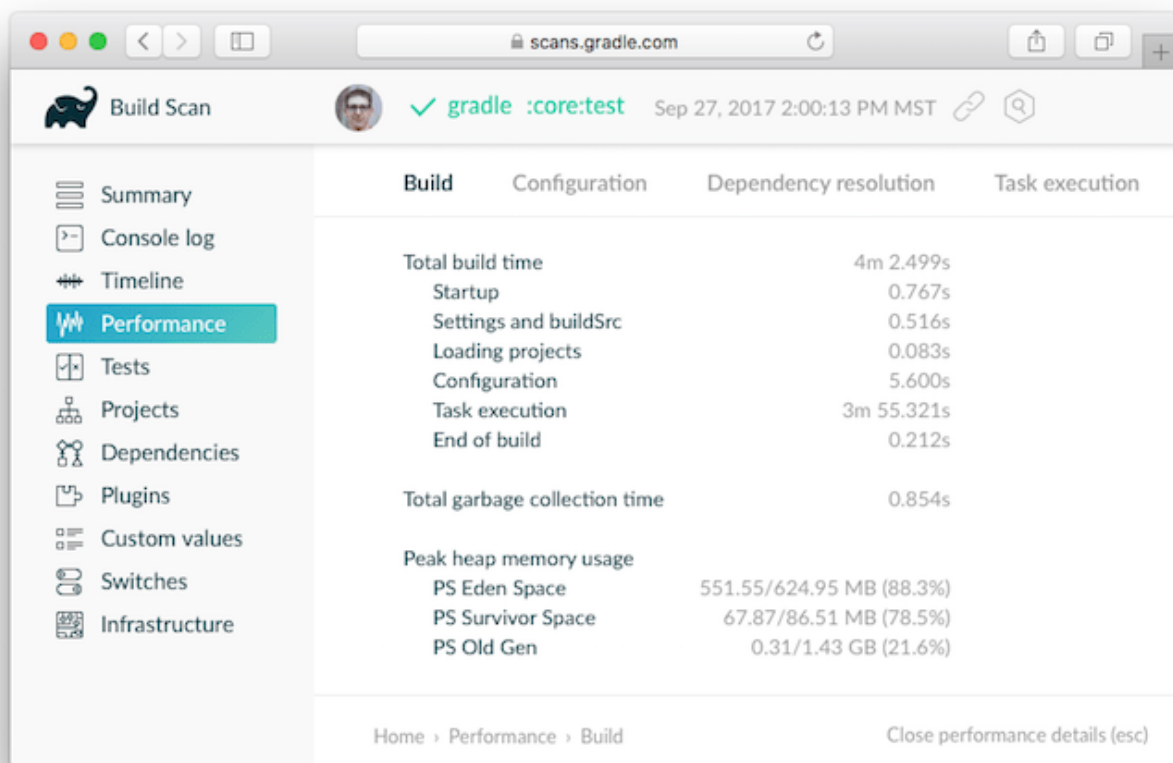 scans.gradle.com
Build Scan
gradle :core:test Sep 27, 2017 2:00:13 PM MST
Summary
Console log
Timeline
Performance
Tests
Projects
Dependencies
Plugins
Custom values
Switches
Infrastructure
Build Configuration Dependency resolution Task execution
Total build time 4m 2.499s
Startup 0.767s
Settings and buildSrc 0.516s
Loading projects 0.083s
Configuration 5.600s
Task execution 3m 55.321s
End of build 0.212s
Total garbage collection time 0.854s
Peak heap memory usage
PS Eden Space 551.55/624.95 MB (88.3%)
PS Survivor Space 67.87/86.51 MB (78.5%)
PS Old Gen 0.31/1.43 GB (21.6%)
Home › Performance › Build Close performance details (esc)